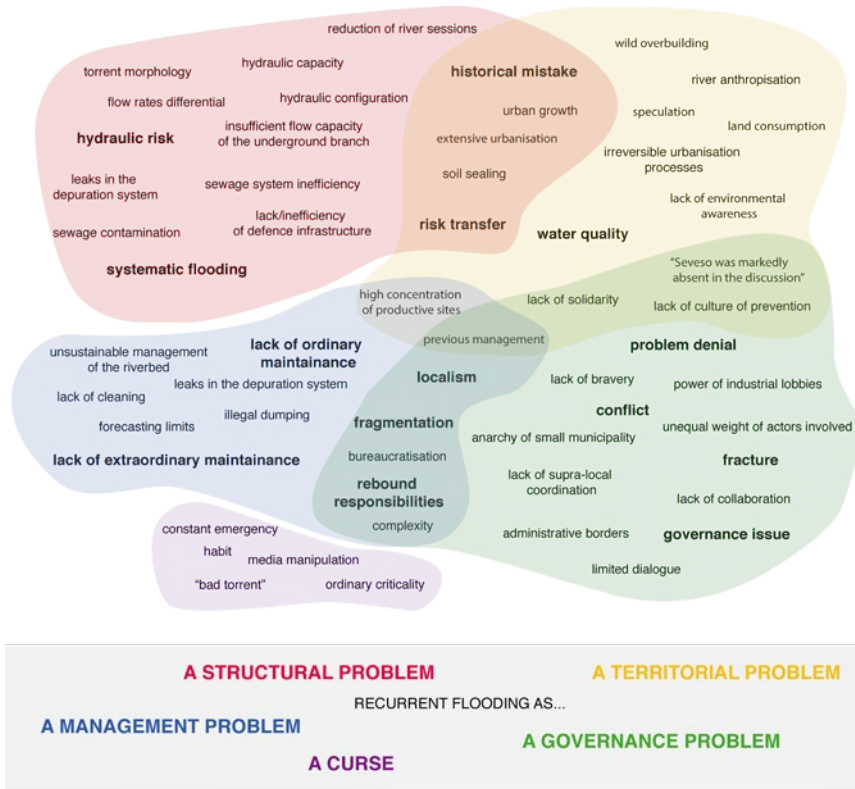 reduction of river sessions
wild overbuilding
torrent morphology
hydraulic capacity
historical mistake
river anthropisation
flow rates differential
hydraulic configuration
urban growth
speculation
hydraulic risk
insufficient flow capacity
of the underground branch
extensive urbanisation
land consumption
irreversible urbanisation
processes
leaks in the
depuration system
sewage system inefficiency
soil sealing
lack of environmental
awareness
sewage contamination
lack/inefficiency
of defence infrastructure
risk transfer
water quality
systematic flooding
"Seveso was markedly
absent in the discussion"
high concentration
of productive sites
lack of solidarity
lack of culture of prevention
unsustainable management
of the riverbed
lack of ordinary
maintainance
previous management
problem denial
lack of cleaning
leaks in the depuration system
localism
lack of bravery
power of industrial lobbies
forecasting limits
illegal dumping
fragmentation
conflict
anarchy of small municipality
unequal weight of actors involved
lack of extraordinary maintainance
bureaucratisation
fracture
rebound
responsibilities
lack of supra-local
coordination
lack of collaboration
constant emergency
complexity
administrative borders
governance issue
habit
media manipulation
"bad torrent"
ordinary criticality
limited dialogue
A STRUCTURAL PROBLEM
A TERRITORIAL PROBLEM
RECURRENT FLOODING AS...
A MANAGEMENT PROBLEM
A GOVERNANCE PROBLEM
A CURSE